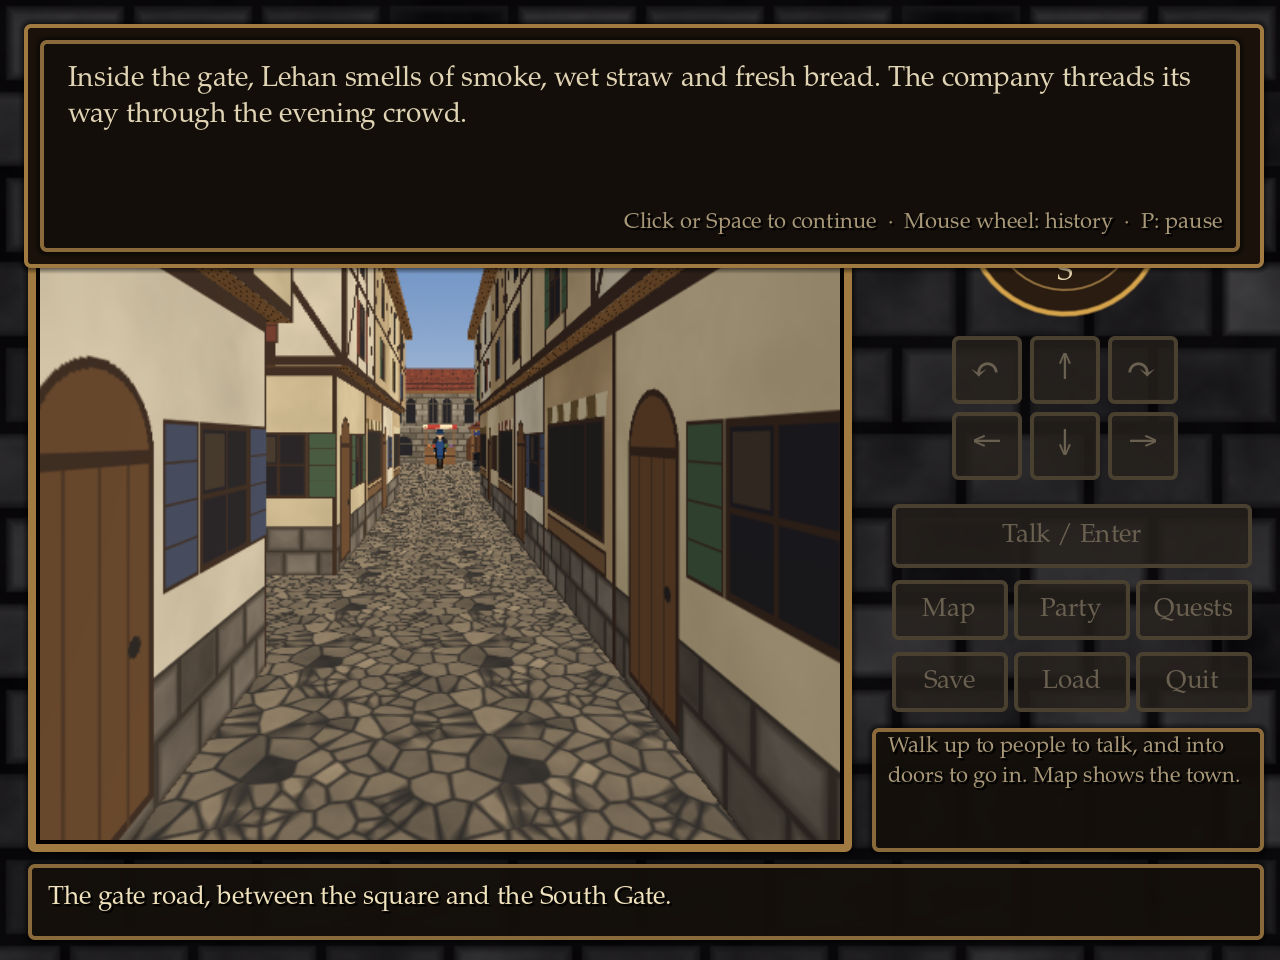 Inside the gate, Lehan smells of smoke, wet straw and fresh bread. The company threads its
way through the evening crowd.
Click or Space to continue · Mouse wheel: history · P: pause
S
↶ ↑ ↷
← ↓ →
Talk / Enter
Map Party Quests
Save Load Quit
Walk up to people to talk, and into
doors to go in. Map shows the town.
The gate road, between the square and the South Gate.